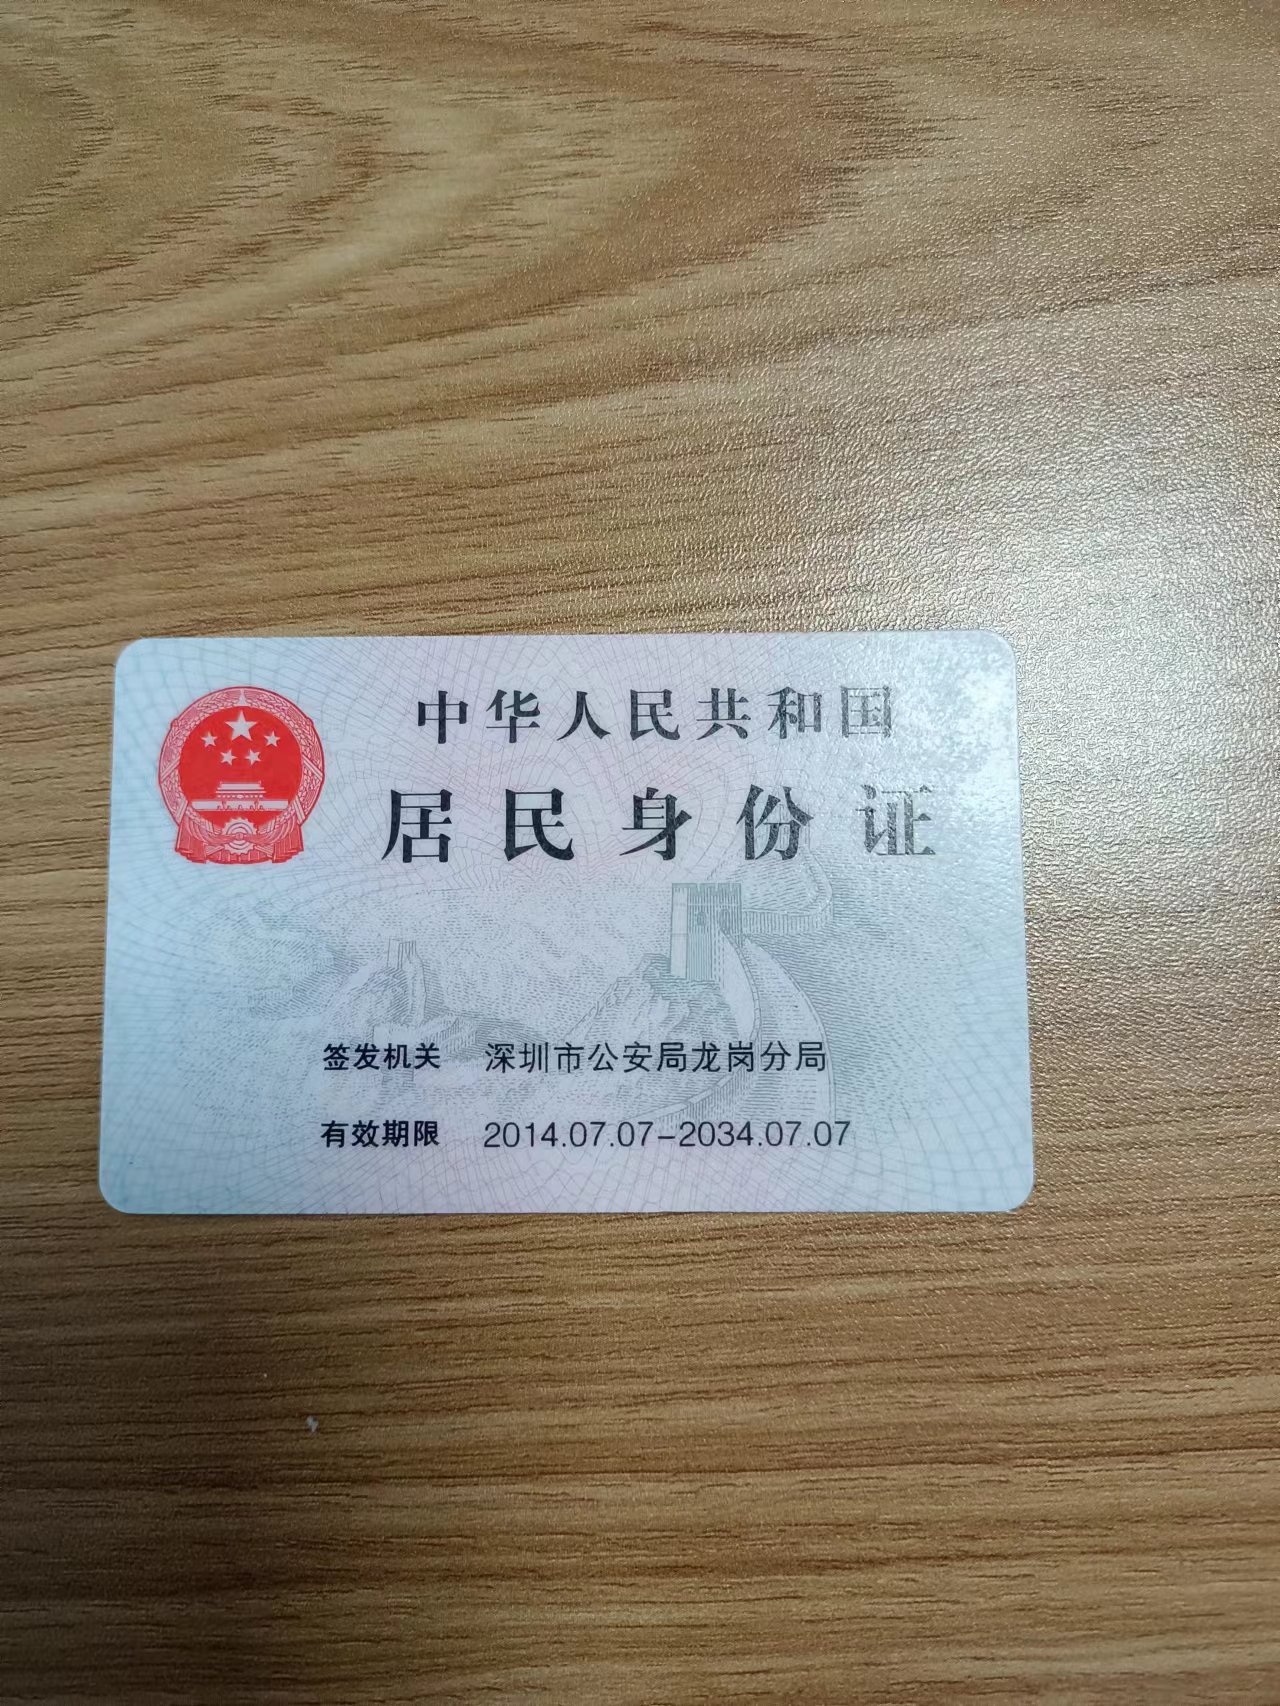 中华人民共和国
居民身份证
签发机关 深圳市公安局龙岗分局
有效期限 2014.07.07-2034.07.07